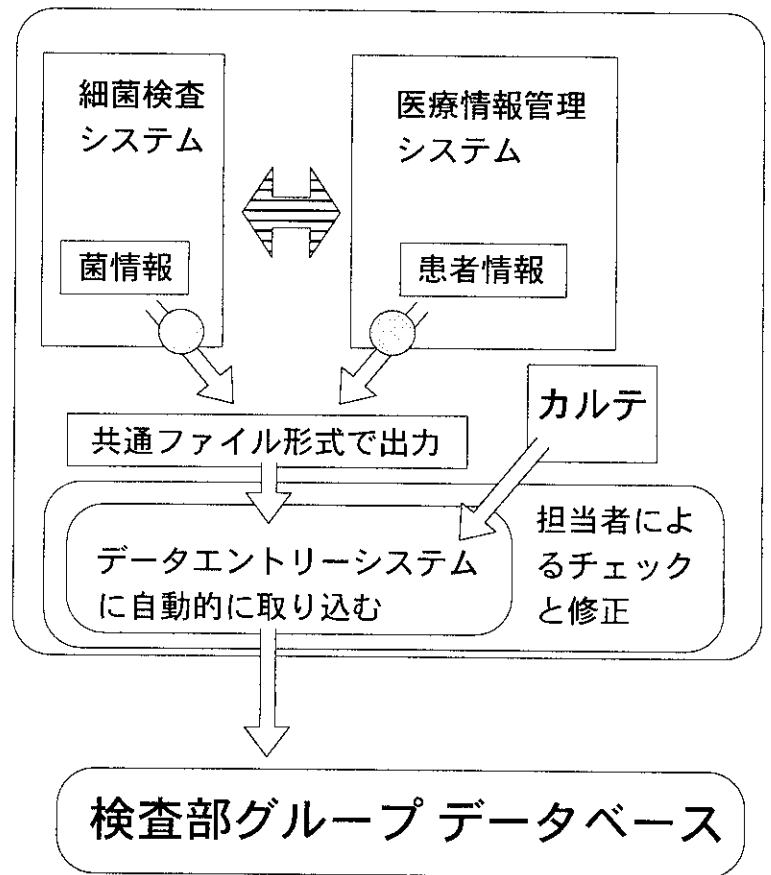 細菌検査
システム
医療情報管理
システム
菌情報
患者情報
カルテ
共通ファイル形式で出力
データエントリーシステム
に自動的に取り込む
担当者によ
るチェック
と修正
検査部グループ データベース